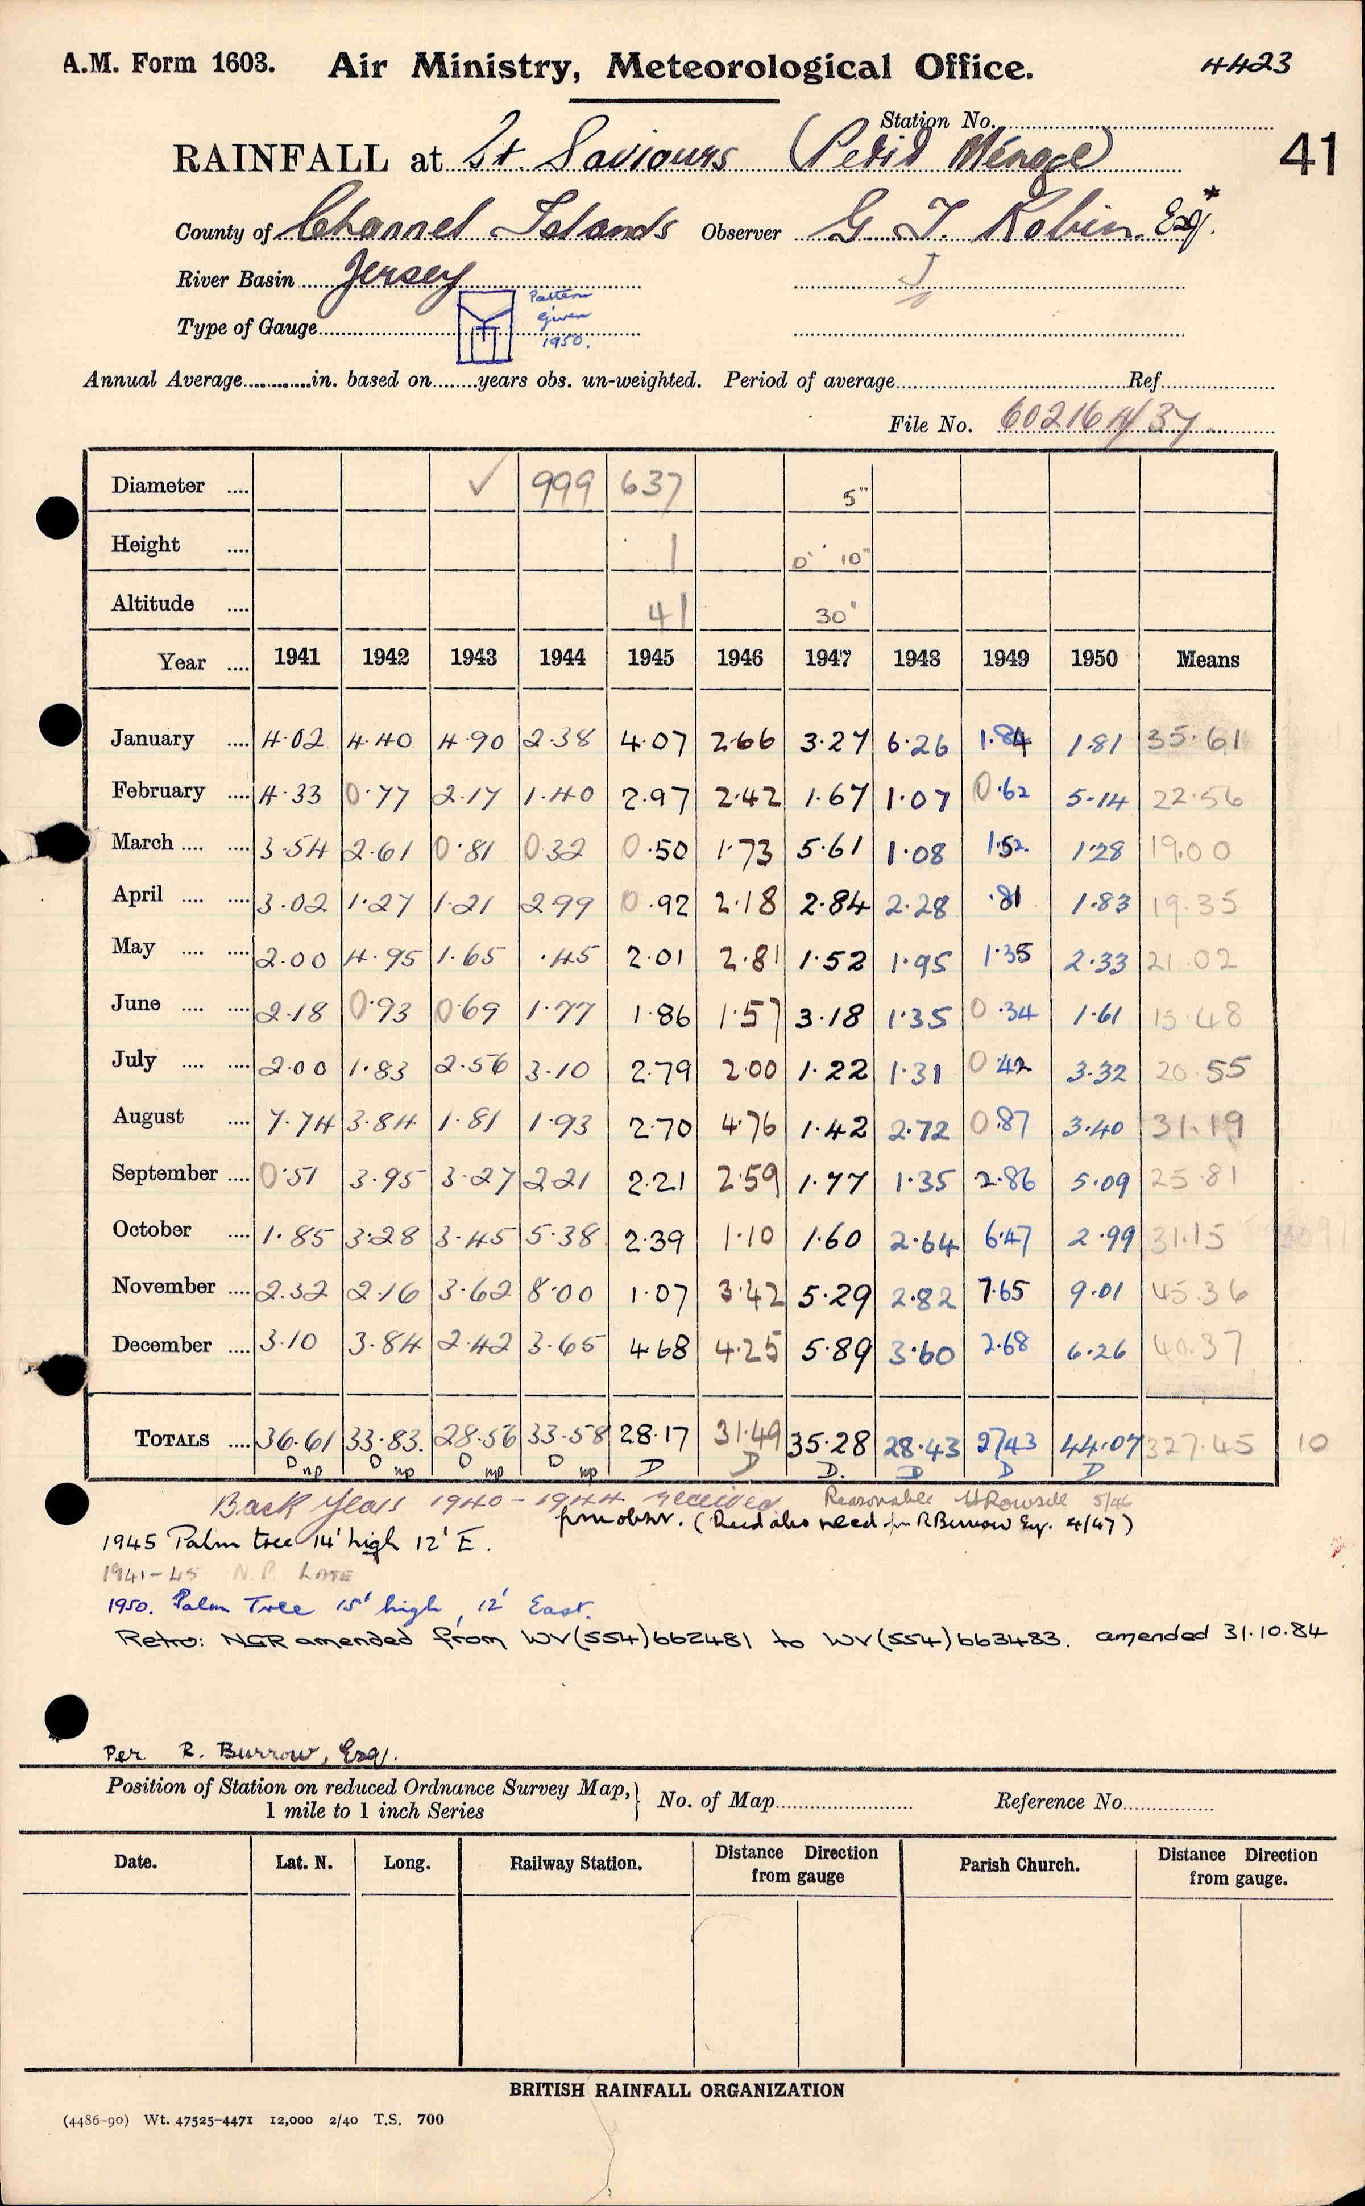 A.M. Form 1603. Air Ministry, Meteorological Office. 4423
Station No.
RAINFALL at St. Saviours (Petit Ménage) 41
County of Channel Islands Observer G. T. Robin. Esq.*
River Basin Jersey
Type of Gauge Pattern given 1950.
Annual Average............in. based on........years obs. un-weighted. Period of average Ref
File No. 60216 /37
Diameter .... ✓ 999 637 5"
Height .... 1 0' 10"
Altitude .... 41 30'
Year .... 1941 1942 1943 1944 1945 1946 1947 1948 1949 1950 Means
January .... 4.02 4.40 4.90 2.38 4.07 2.66 3.27 6.26 1.84 1.81 35.61
February .... 4.33 0.77 2.17 1.40 2.97 2.42 1.67 1.07 0.62 5.14 22.56
March .... .... 3.54 2.61 0.81 0.32 0.50 1.73 5.61 1.08 1.52 1.28 19.00
April .... .... 3.02 1.27 1.21 2.99 0.92 2.18 2.84 2.28 .81 1.83 19.35
May .... .... 2.00 4.95 1.65 .45 2.01 2.81 1.52 1.95 1.35 2.33 21.02
June .... .... 2.18 0.93 0.69 1.77 1.86 1.57 3.18 1.35 0.34 1.61 15.48
July .... .... 2.00 1.83 2.56 3.10 2.79 2.00 1.22 1.31 0.42 3.32 20.55
August .... 7.74 3.84 1.81 1.93 2.70 4.76 1.42 2.72 0.87 3.40 31.19
September .... 0.51 3.95 3.27 2.21 2.21 2.59 1.77 1.35 2.86 5.09 25.81
October .... 1.85 3.28 3.45 5.38 2.39 1.10 1.60 2.64 6.47 2.99 31.15
November .... 2.32 2.16 3.62 8.00 1.07 3.42 5.29 2.82 7.65 9.01 45.36
December .... 3.10 3.84 2.42 3.65 4.68 4.25 5.89 3.60 2.68 6.26 40.37
TOTALS .... 36.61 33.83. 28.56 33.58 28.17 31.49 35.28 28.43 27.43 44.07 327.45 10
D np D np D np D np D D D. D D D
Back Years 1940-1944 received Reasonable H Rowsell 5/46
from obsr. ( R Burrow Esq. 4/47)
1945 Palm tree 14' high 12' E.
1941-45 N.P. LATE
1950. Palm Tree 15' high, 12' East.
Retro: NGR amended from WV(554)662481 to WV(554)663483. amended 31.10.84
Per R. Burrow, Esq.
Position of Station on reduced Ordnance Survey Map, 1 mile to 1 inch Series No. of Map Reference No.
Date. Lat. N. Long. Railway Station. Distance Direction from gauge Parish Church. Distance Direction from gauge.
BRITISH RAINFALL ORGANIZATION
(4486-90) Wt. 47525-4471 12,000 2/40 T.S. 700